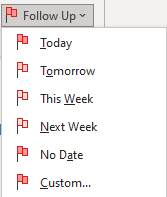 Follow Up
Today
Tomorrow
This Week
Next Week
No Date
Custom...